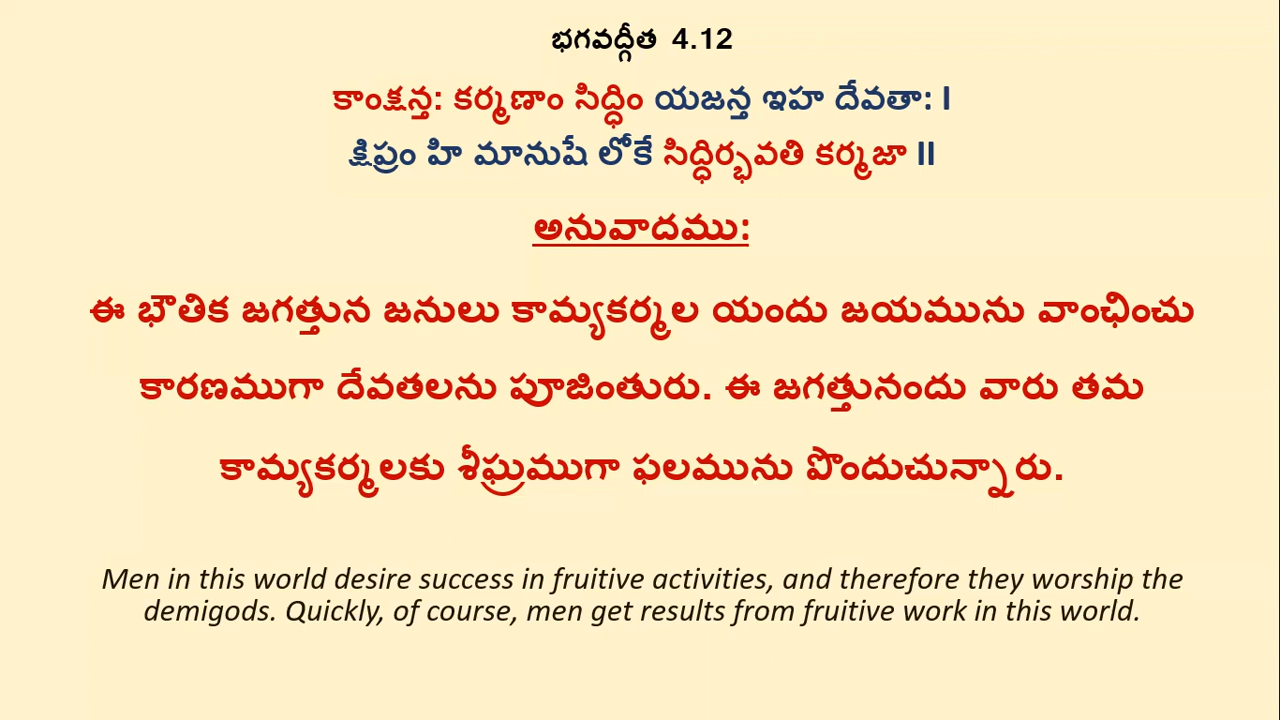 భగవద్గీత 4.12
కాంక్షన్త: కర్మణాం సిద్ధిం యజన్త ఇహ దేవతా: I
క్షిప్రం హి మానుషే లోకే సిద్ధిర్భవతి కర్మజా II
అనువాదము:
ఈ భౌతిక జగత్తున జనులు కామ్యకర్మల యందు జయమును వాంఛించు
కారణముగా దేవతలను పూజింతురు. ఈ జగత్తునందు వారు తమ
కామ్యకర్మలకు శీఘ్రముగా ఫలమును పొందుచున్నారు.
Men in this world desire success in fruitive activities, and therefore they worship the
demigods. Quickly, of course, men get results from fruitive work in this world.